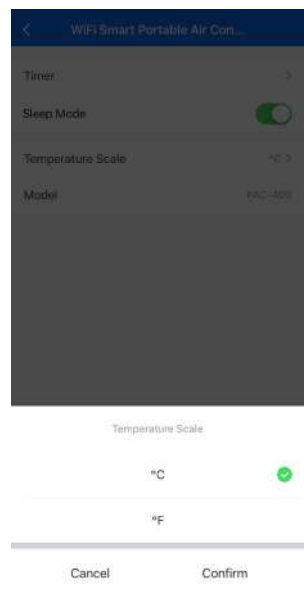 WiFi Smart Portable Air Con...
Timer
Sleep Mode
Temperature Scale °C
Model
Temperature Scale
°C
°F
Cancel Confirm